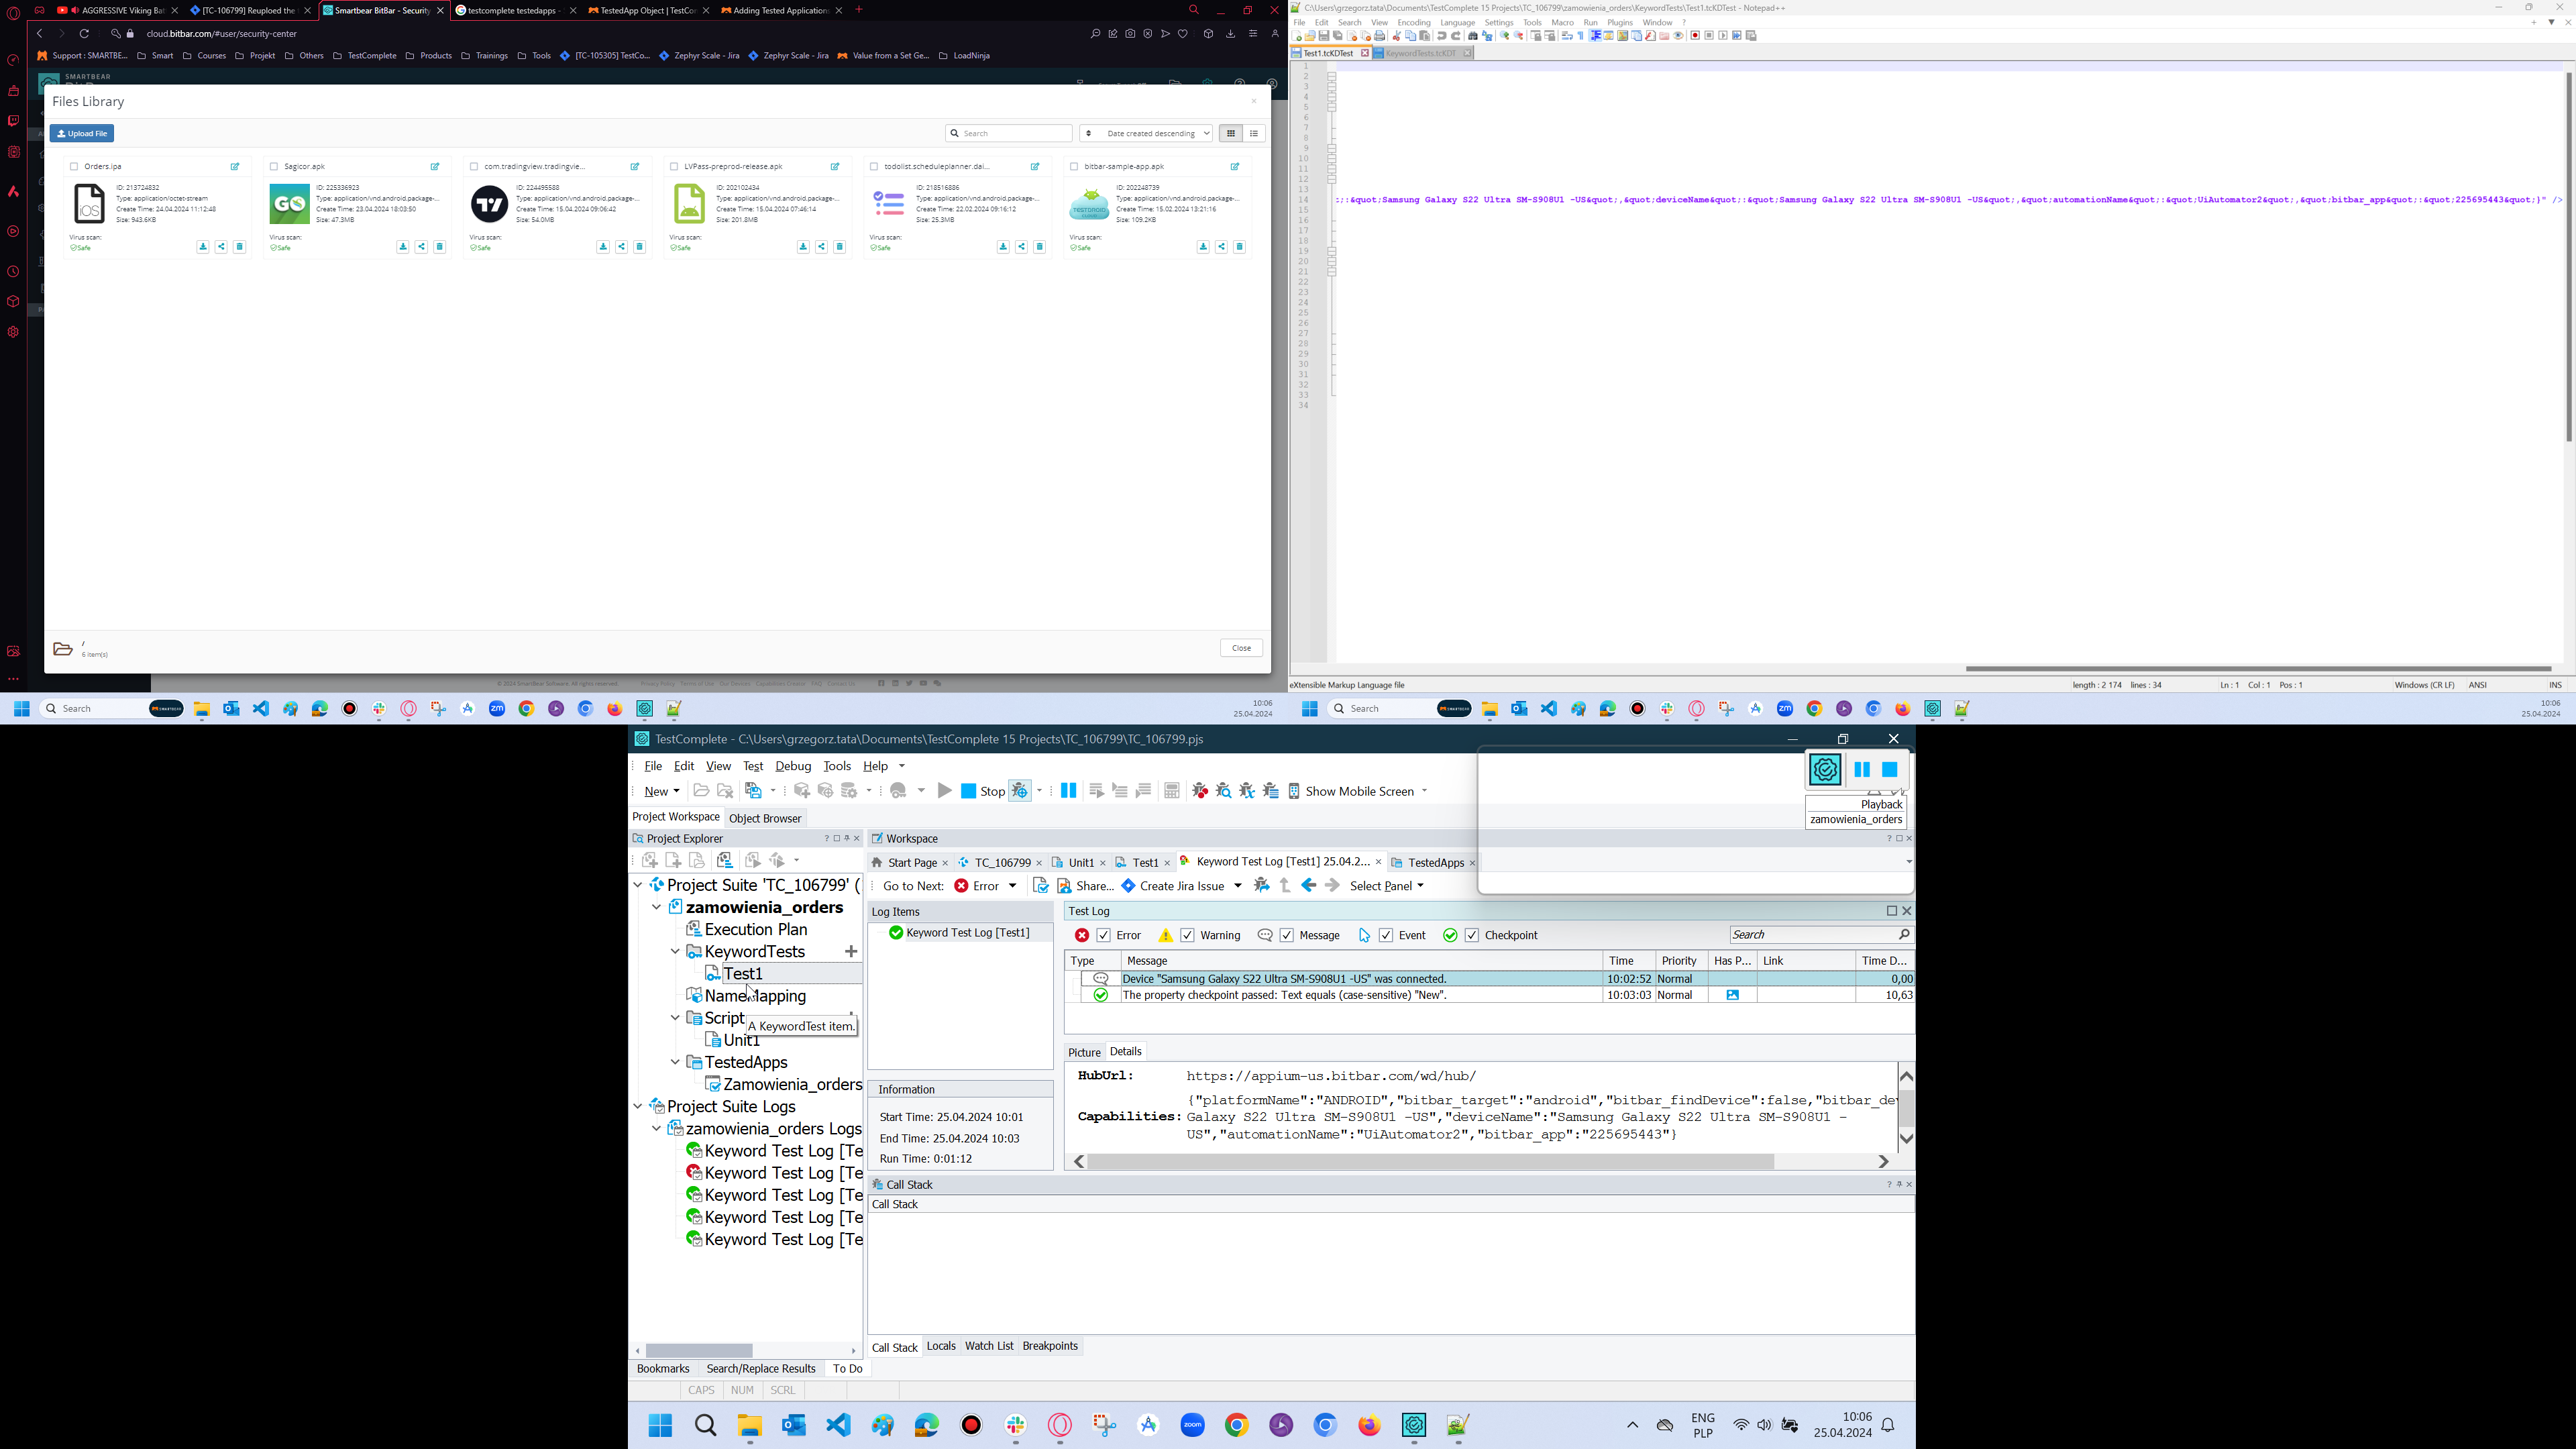 AGGRESSIVE Viking Bat
[TC-106799] Reuploed the
Smartbear BitBar - Security
testcomplete testedapps -
TestedApp Object | TestCo
Adding Tested Application
cloud.bitbar.com/#user/security-center
Support : SMARTBE...
Smart
Courses
Projekt
Others
TestComplete
Products
Trainings
Tools
[TC-105305] TestCo...
Zephyr Scale - Jira
Zephyr Scale - Jira
Value from a Set Ge...
LoadNinja
SMARTBEAR
Files Library
Upload File
Search
Date created descending
Orders.ipa
ID: 213724832
Type: application/octet-stream
Create Time: 24.04.2024 11:12:48
Size: 943.6KB
Virus scan:
Safe
Sagicor.apk
ID: 225336923
Type: application/vnd.android.package-...
Create Time: 23.04.2024 18:03:50
Size: 47.3MB
Virus scan:
Safe
com.tradingview.tradingvie...
ID: 224495588
Type: application/vnd.android.package-...
Create Time: 15.04.2024 09:06:42
Size: 54.0MB
Virus scan:
Safe
LVPass-preprod-release.apk
ID: 202102434
Type: application/vnd.android.package-...
Create Time: 15.04.2024 07:46:14
Size: 201.8MB
Virus scan:
Safe
todolist.scheduleplanner.dai...
ID: 218516886
Type: application/vnd.android.package-...
Create Time: 22.02.2024 09:16:12
Size: 25.3MB
Virus scan:
Safe
bitbar-sample-app.apk
ID: 202248739
Type: application/vnd.android.package-...
Create Time: 15.02.2024 13:21:16
Size: 109.2KB
Virus scan:
Safe
/
6 item(s)
Close
© 2024 SmartBear Software. All rights reserved.
Search
10:06
25.04.2024
C:\Users\grzegorz.tata\Documents\TestComplete 15 Projects\TC_106799\zamowienia_orders\KeywordTests\Test1.tcKDTest - Notepad++
File Edit Search View Encoding Language Settings Tools Macro Run Plugins Window ?
Test1.tcKDTest
KeywordTests.tcKDT
1
2
3
4
5
6
7
8
9
10
11
12
13
14
:;:&quot;Samsung Galaxy S22 Ultra SM-S908U1 -US&quot;,&quot;deviceName&quot;:&quot;Samsung Galaxy S22 Ultra SM-S908U1 -US&quot;,&quot;automationName&quot;:&quot;UiAutomator2&quot;,&quot;bitbar_app&quot;:&quot;225695443&quot;}" />
15
16
17
18
19
20
21
22
23
24
25
26
27
28
29
30
31
32
33
34
eXtensible Markup Language file
length : 2 174 lines : 34
Ln : 1 Col : 1 Pos : 1
Windows (CR LF)
ANSI
INS
Search
10:06
25.04.2024
TestComplete - C:\Users\grzegorz.tata\Documents\TestComplete 15 Projects\TC_106799\TC_106799.pjs
File Edit View Test Debug Tools Help
New
Stop
Show Mobile Screen
Playback
zamowienia_orders
Project Workspace
Object Browser
Project Explorer
Workspace
Start Page
TC_106799
Unit1
Test1
Keyword Test Log [Test1] 25.04.2...
TestedApps
Go to Next:
Error
Share...
Create Jira Issue
Select Panel
Project Suite 'TC_106799' (
zamowienia_orders
Execution Plan
KeywordTests
Test1
NameMapping
Script
A KeywordTest item.
Unit1
TestedApps
Zamowienia_orders
Project Suite Logs
zamowienia_orders Logs
Keyword Test Log [Te
Keyword Test Log [Te
Keyword Test Log [Te
Keyword Test Log [Te
Keyword Test Log [Te
Log Items
Keyword Test Log [Test1]
Information
Start Time: 25.04.2024 10:01
End Time: 25.04.2024 10:03
Run Time: 0:01:12
Test Log
Error
Warning
Message
Event
Checkpoint
Search
Type Message Time Priority Has P... Link Time D...
Device "Samsung Galaxy S22 Ultra SM-S908U1 -US" was connected. 10:02:52 Normal 0,00
The property checkpoint passed: Text equals (case-sensitive) "New". 10:03:03 Normal 10,63
Picture
Details
HubUrl: https://appium-us.bitbar.com/wd/hub/
{"platformName":"ANDROID","bitbar_target":"android","bitbar_findDevice":false,"bitbar_de
Capabilities: Galaxy S22 Ultra SM-S908U1 -US","deviceName":"Samsung Galaxy S22 Ultra SM-S908U1 -
US","automationName":"UiAutomator2","bitbar_app":"225695443"}
Call Stack
Call Stack
Call Stack
Locals
Watch List
Breakpoints
Bookmarks
Search/Replace Results
To Do
CAPS
NUM
SCRL
zoom
ENG
PLP
10:06
25.04.2024